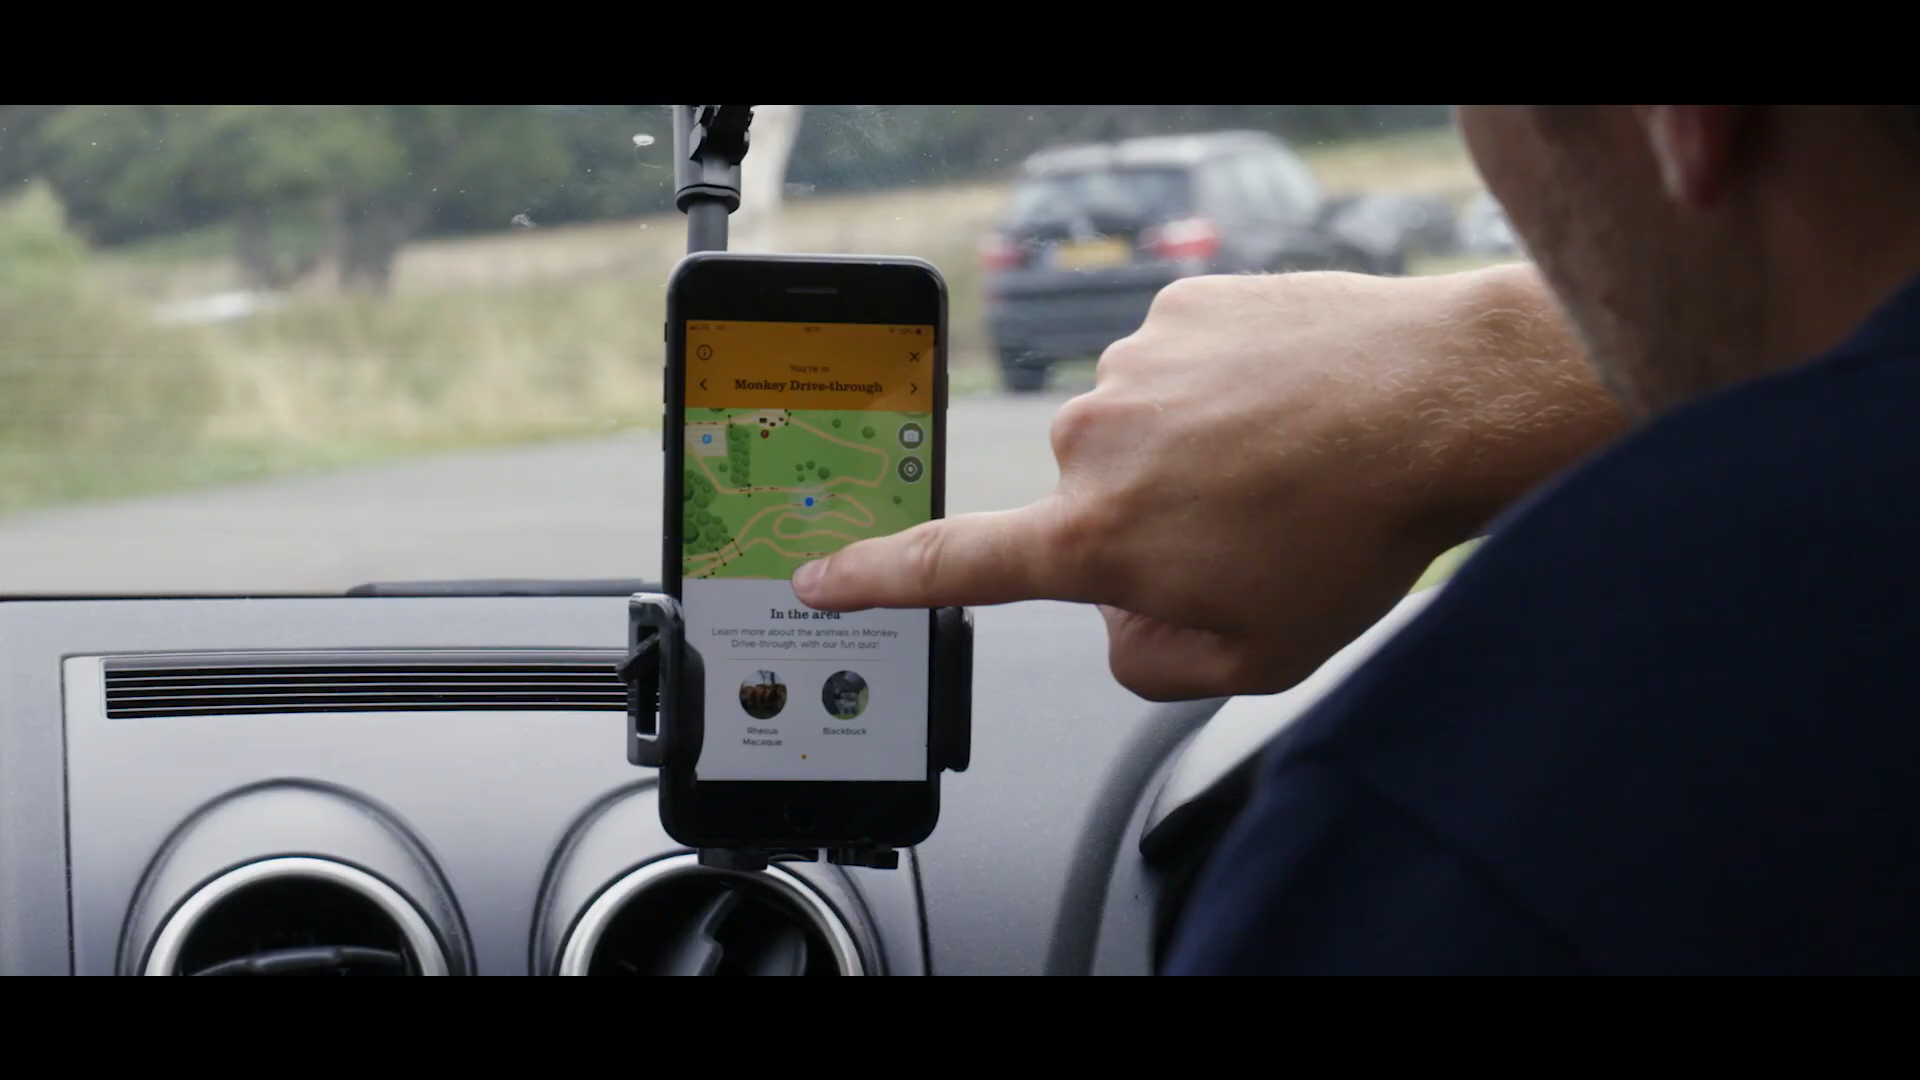 You're in
Monkey Drive-through
In the area
Learn more about the animals in Monkey
Drive-through, with our fun quiz!
Rhesus
Macaque
Blackbuck